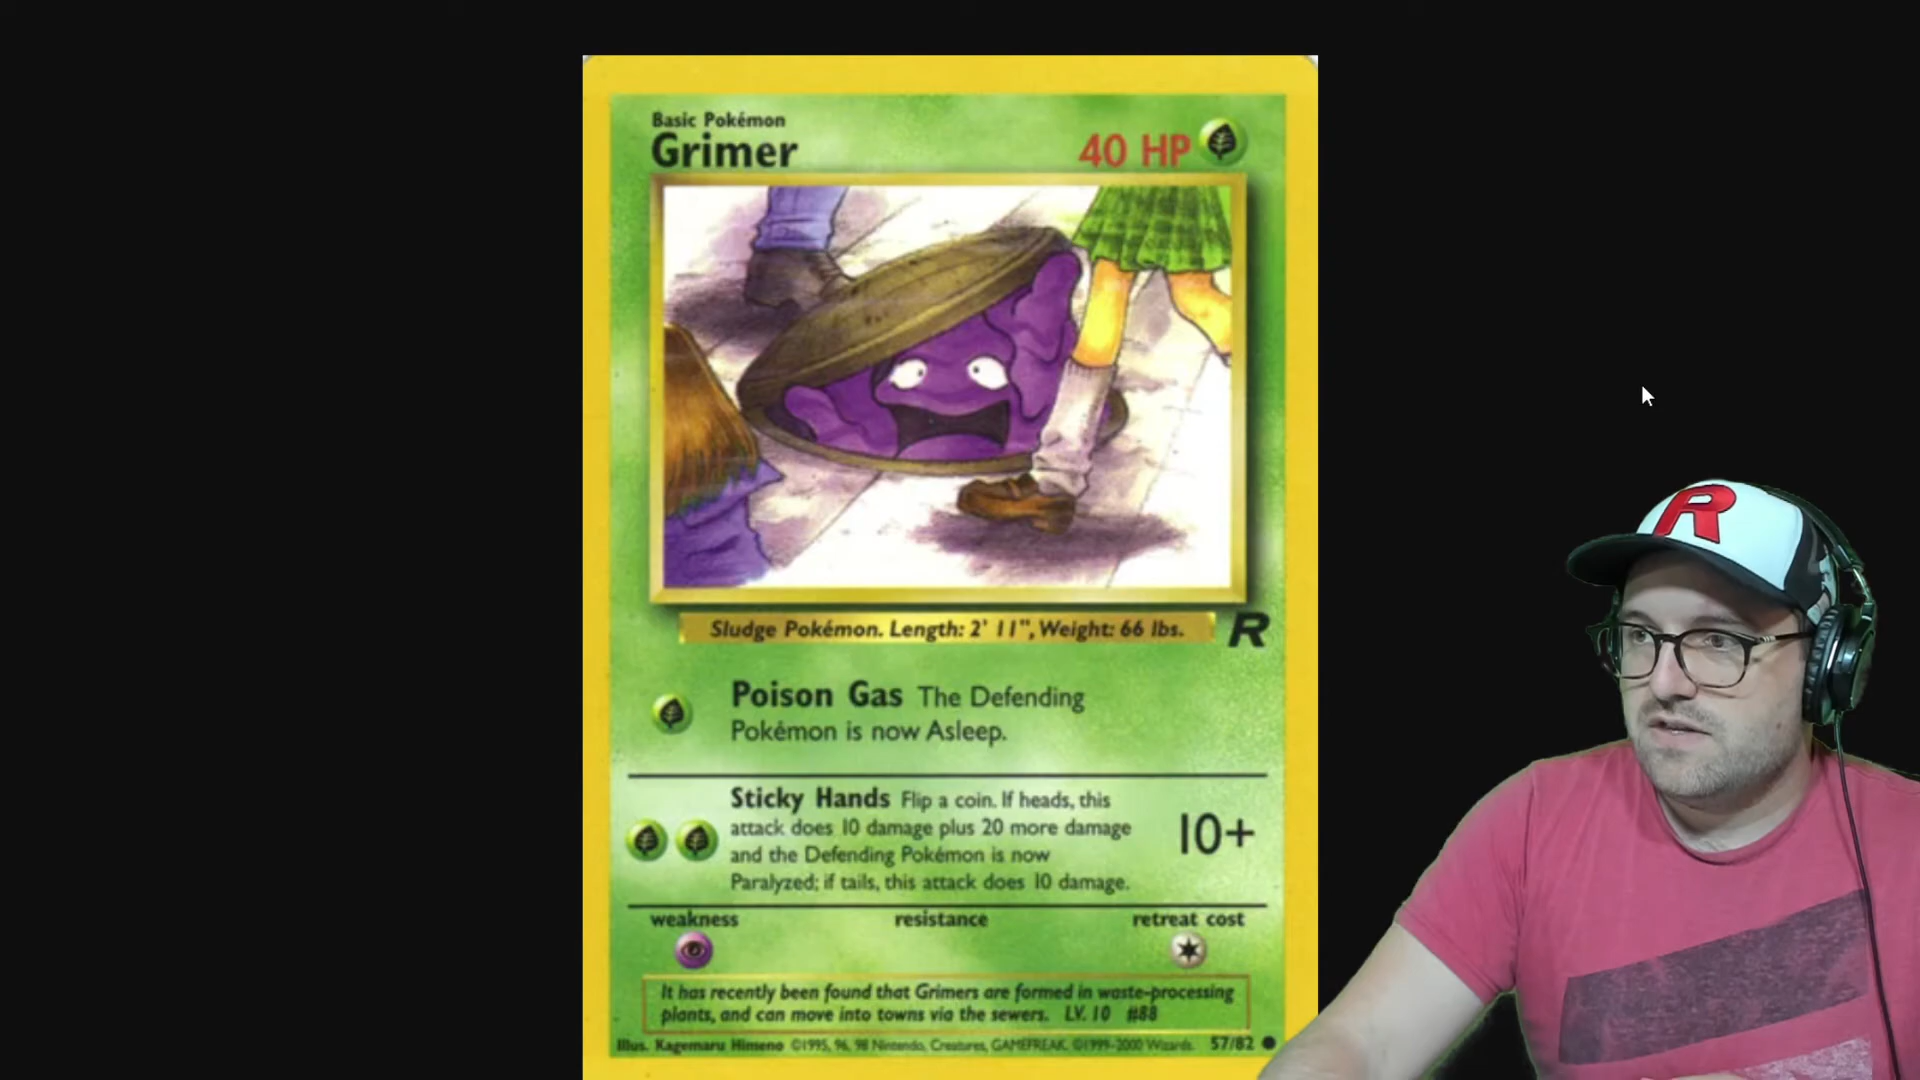 Basic Pokémon
Grimer
40 HP
Sludge Pokémon. Length: 2' 11", Weight: 66 lbs.
R
Poison Gas The Defending
Pokémon is now Asleep.
Sticky Hands Flip a coin. If heads, this
attack does 10 damage plus 20 more damage
and the Defending Pokémon is now
Paralyzed; if tails, this attack does 10 damage.
10+
weakness resistance retreat cost
It has recently been found that Grimers are formed in waste-processing
plants, and can move into towns via the sewers. LV. 10 #88
Illus. Kagemaru Himeno ©1995, 96, 98 Nintendo, Creatures, GAMEFREAK. ©1999-2000 Wizards. 57/82
R